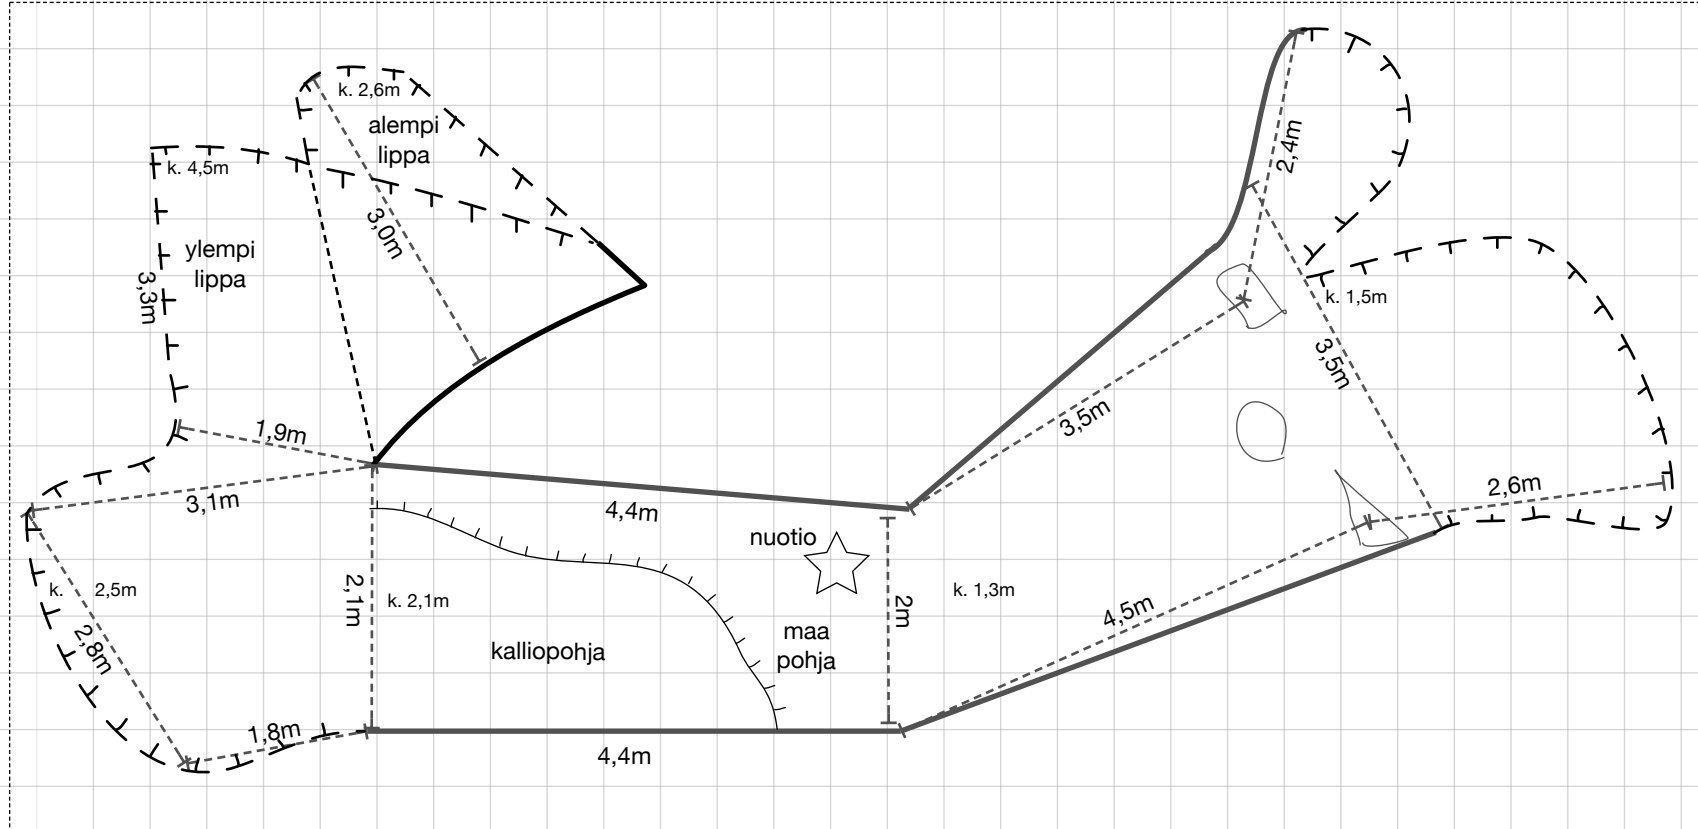 k. 2,6m
alempi
lippa
2,4m
k. 4,5m
3,0m
ylempi
lippa
3,3m
k. 1,5m
3,5m
3,5m
1,9m
3,1m
4,4m
2,6m
nuotio
k. 2,5m
2,1m
k. 2,1m
k. 1,3m
2m
4,5m
maa
pohja
kalliopohja
2,8m
1,8m
4,4m